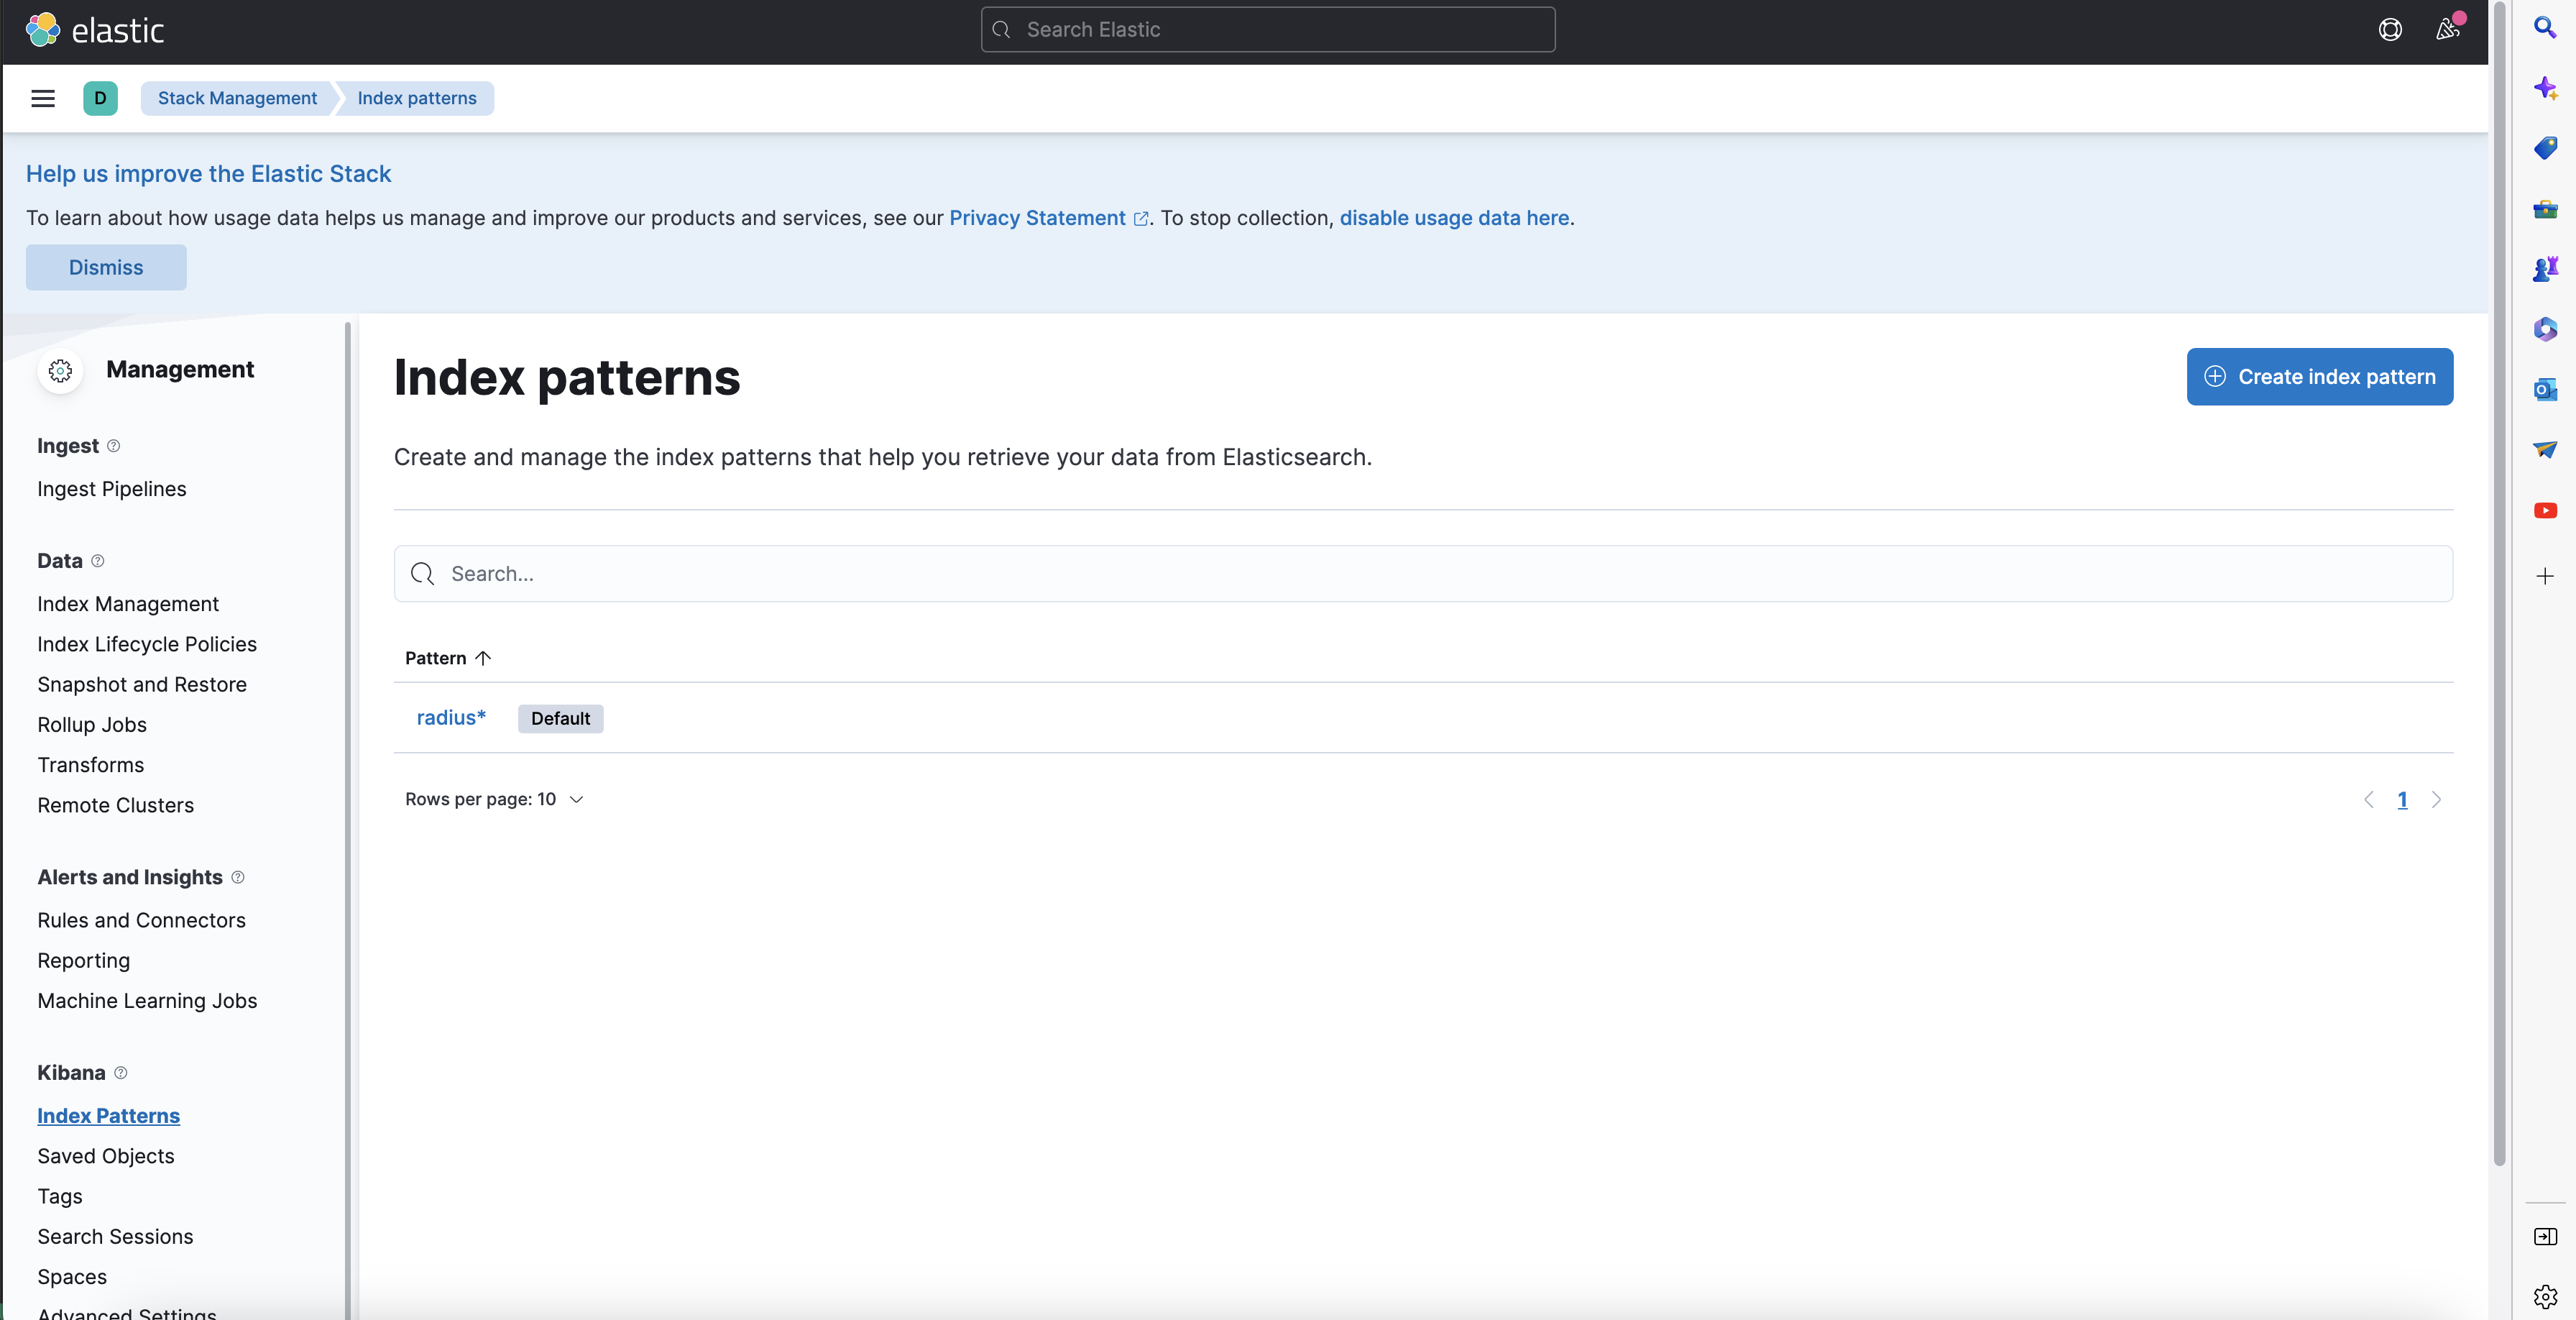 elastic
Search Elastic
D
Stack Management
Index patterns
Help us improve the Elastic Stack
To learn about how usage data helps us manage and improve our products and services, see our Privacy Statement. To stop collection, disable usage data here.
Dismiss
Management
Ingest
Ingest Pipelines
Data
Index Management
Index Lifecycle Policies
Snapshot and Restore
Rollup Jobs
Transforms
Remote Clusters
Alerts and Insights
Rules and Connectors
Reporting
Machine Learning Jobs
Kibana
Index Patterns
Saved Objects
Tags
Search Sessions
Spaces
Advanced Settings
Index patterns
Create index pattern
Create and manage the index patterns that help you retrieve your data from Elasticsearch.
Search...
Pattern
radius* Default
Rows per page: 10
1